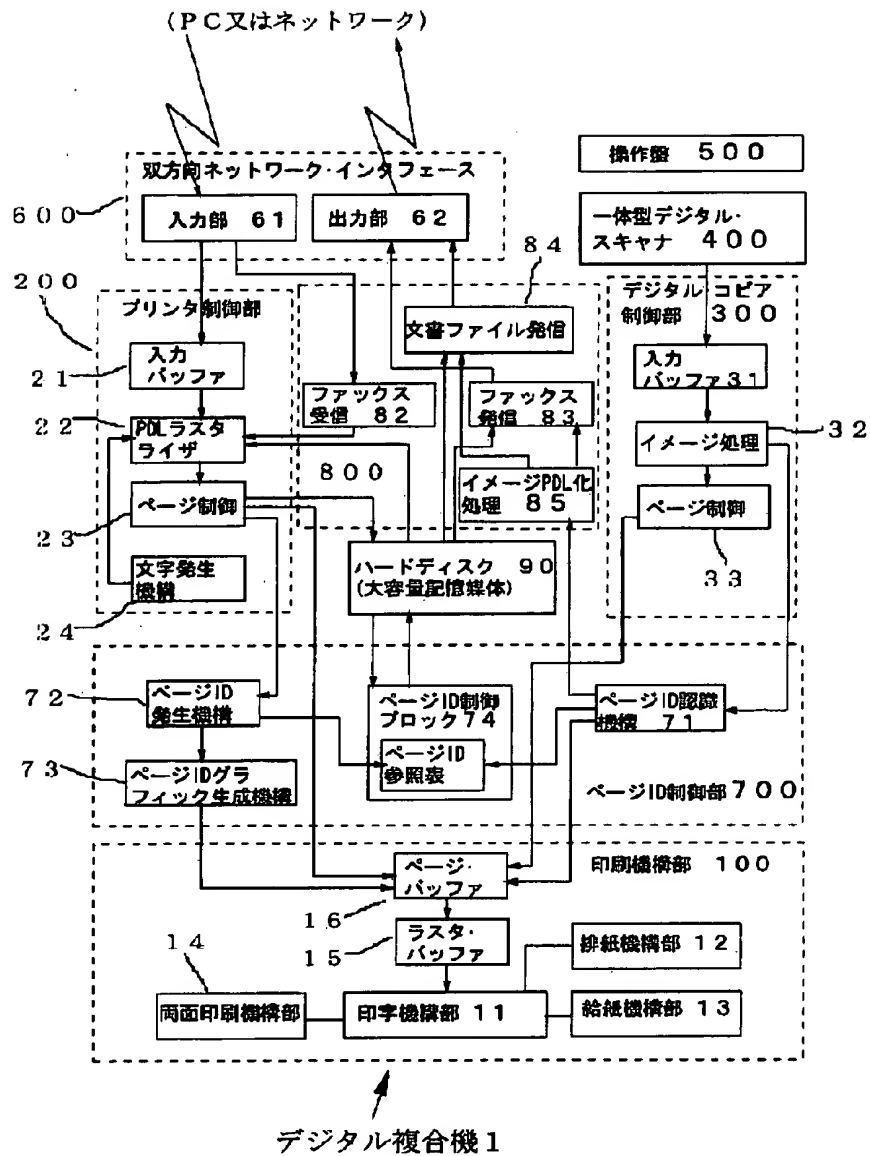 (ＰＣ又はネットワーク)
操作盤 ５００
双方向ネットワーク・インタフェース
６００
入力部 ６１
出力部 ６２
一体型デジタル・
スキャナ ４００
８４
２００
プリンタ制御部
文書ファイル発信
デジタル・コピア
制御部 ３００
２１
入力
バッファ
入力
バッファ３１
ファックス
受信 ８２
ファックス
発信 ８３
２２
PDLラスタ
ライザ
イメージ処理
３２
８００
イメージPDL化
処理 ８５
２３
ページ制御
ページ制御
３３
ハードディスク ９０
(大容量記憶媒体)
文字発生
機構
２４
７２
ページID
発生機構
ページID制御
ブロック７４
ページID
参照表
ページID認識
機構 ７１
７３
ページIDグラ
フィック生成機構
ページID制御部７００
ページ・
バッファ
印刷機構部 １００
１６
ラスタ・
バッファ
１５
１４
排紙機構部 １２
両面印刷機構部
印字機構部 １１
給紙機構部 １３
デジタル複合機１